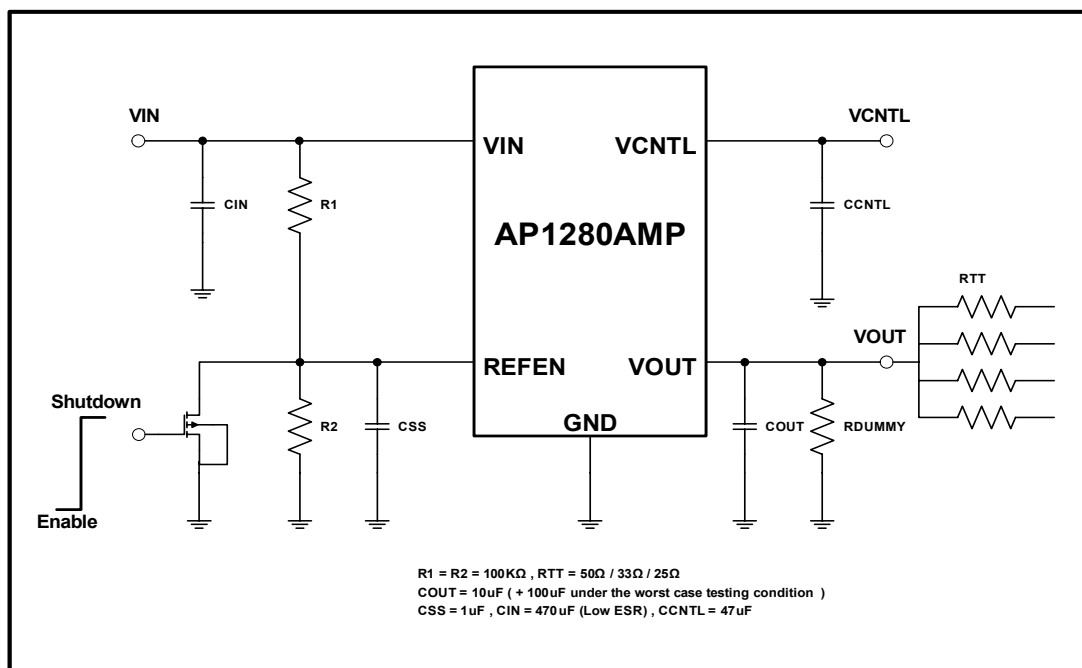 VIN
VCNTL
VIN
VCNTL
CIN
R1
CCNTL
AP1280AMP
RTT
VOUT
REFEN
VOUT
Shutdown
R2
CSS
GND
COUT
RDUMMY
Enable
R1 = R2 = 100KΩ , RTT = 50Ω / 33Ω / 25Ω
COUT = 10uF ( + 100uF under the worst case testing condition )
CSS = 1uF , CIN = 470uF (Low ESR) , CCNTL = 47uF